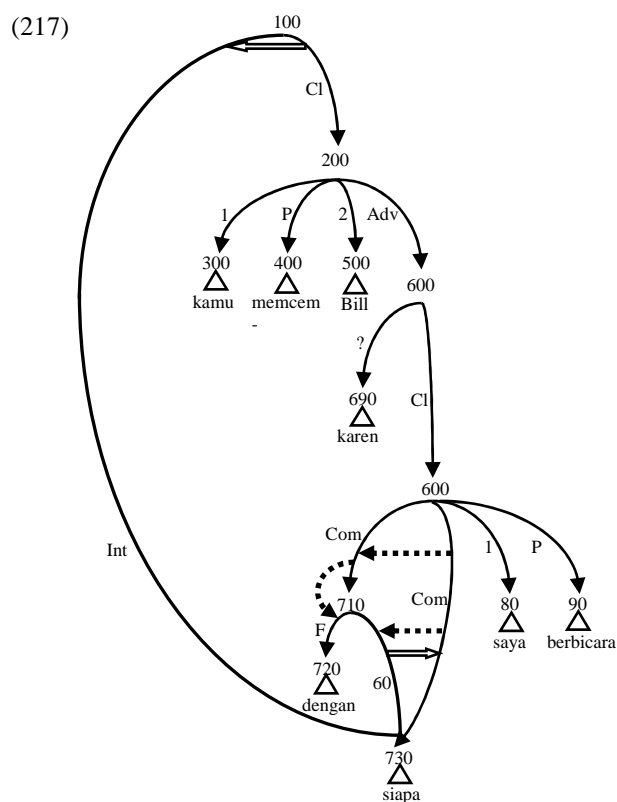 (217)
100
Cl
200
1 P 2 Adv
300 400 500
kamu memcem Bill
-
600
?
690
karen
Cl
600
Int
Com
Com
1 P
710
80 90
saya berbicara
F
720
dengan
60
730
siapa